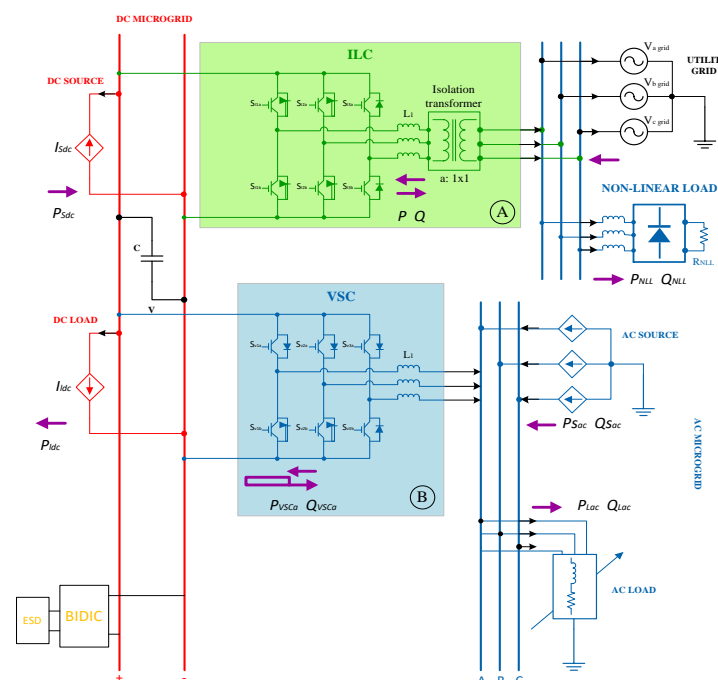 DC MICROGRID
ILC
DC SOURCE
ISdc
PSdc
Isolation
transformer
L1
a: 1x1
P Q
A
Va grid
Vb grid
Vc grid
GRID
NON-LINEAR LOAD
RNLL
PNLL QNLL
C
V
DC LOAD
Ildc
Pldc
VSC
L1
PVSCa QVSCa
B
AC SOURCE
PSac QSac
AC MICROGRID
PLac QLac
AC LOAD
ESD
BIDIC
+
-